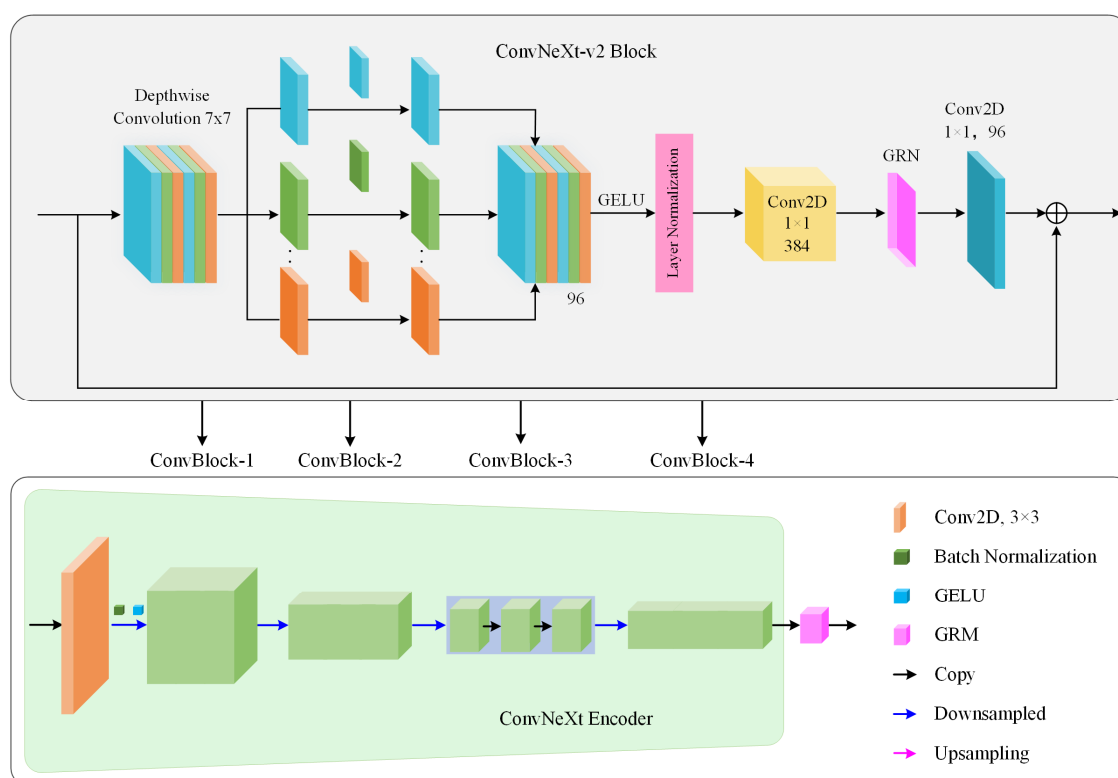 ConvNeXt-v2 Block
Depthwise
Convolution 7x7
96
GELU
Layer Normalization
Conv2D
1×1
384
GRN
Conv2D
1×1, 96
ConvBlock-1
ConvBlock-2
ConvBlock-3
ConvBlock-4
ConvNeXt Encoder
Conv2D, 3×3
Batch Normalization
GELU
GRM
Copy
Downsampled
Upsampling